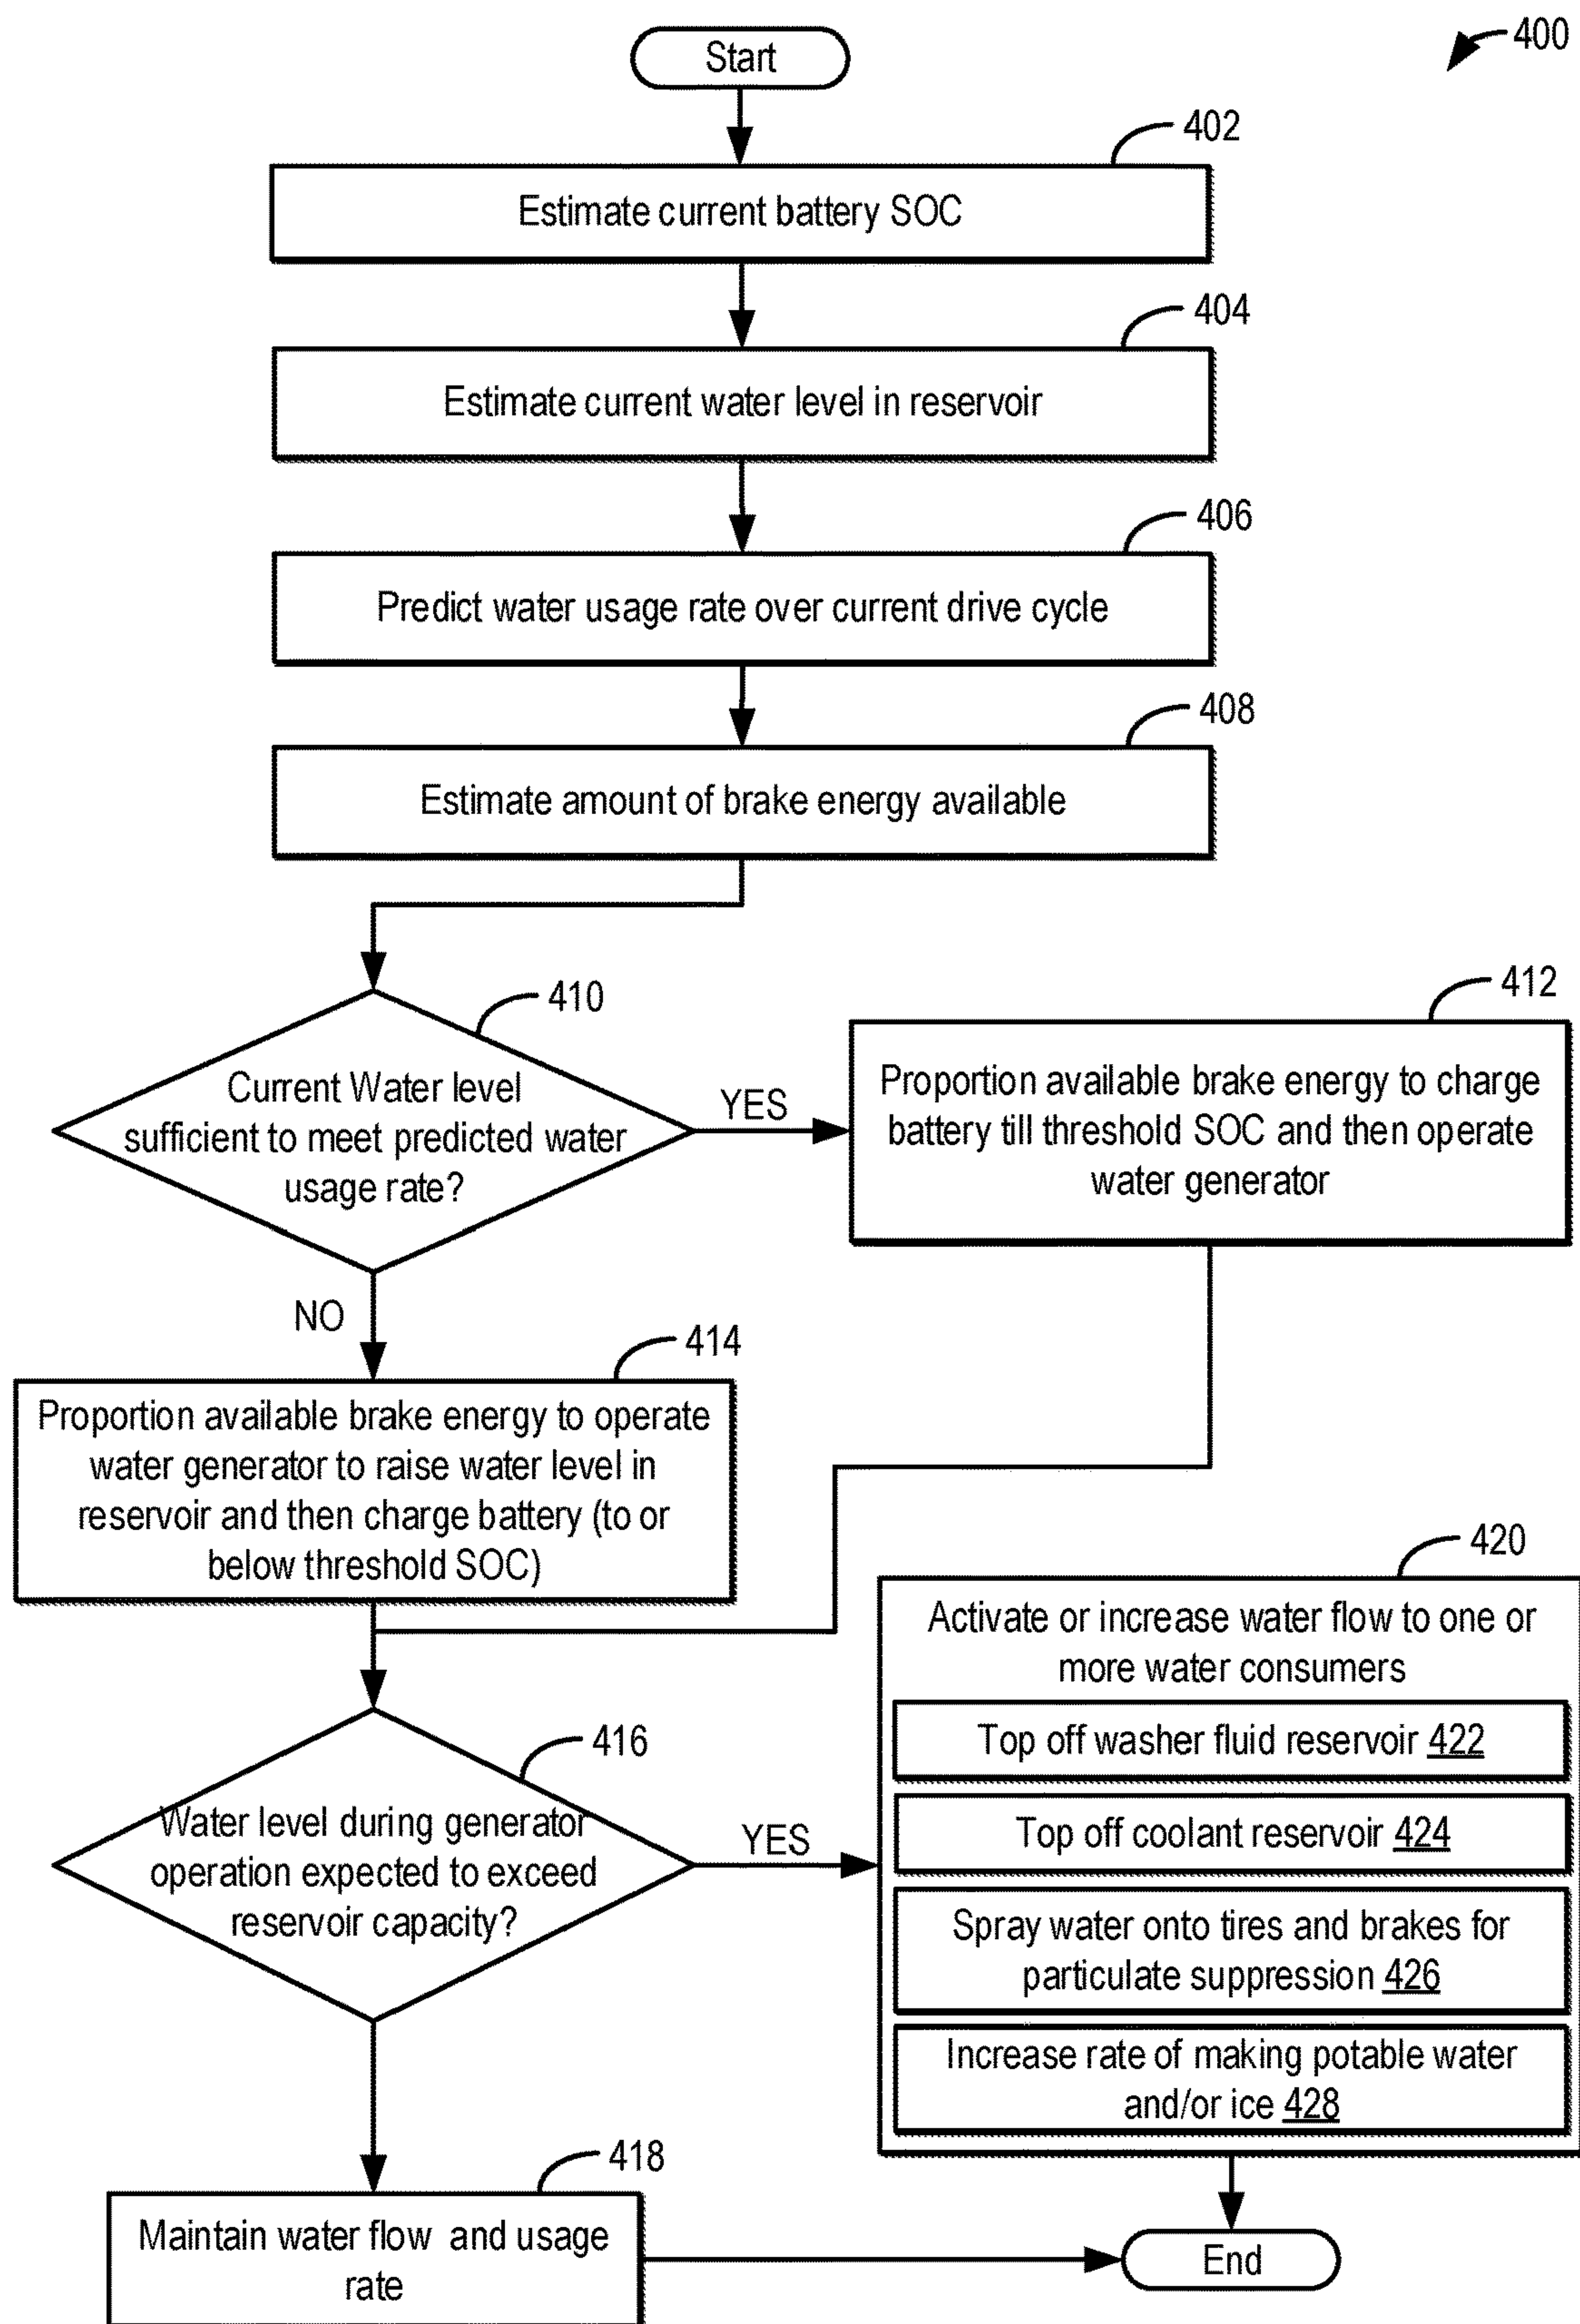 400
Start
402
Estimate current battery SOC
404
Estimate current water level in reservoir
406
Predict water usage rate over current drive cycle
408
Estimate amount of brake energy available
410
Current Water level
sufficient to meet predicted water
usage rate?
YES
412
Proportion available brake energy to charge
battery till threshold SOC and then operate
water generator
NO
414
Proportion available brake energy to operate
water generator to raise water level in
reservoir and then charge battery (to or
below threshold SOC)
416
Water level during generator
operation expected to exceed
reservoir capacity?
YES
420
Activate or increase water flow to one or
more water consumers
Top off washer fluid reservoir 422
Top off coolant reservoir 424
Spray water onto tires and brakes for
particulate suppression 426
Increase rate of making potable water
and/or ice 428
418
Maintain water flow and usage
rate
End